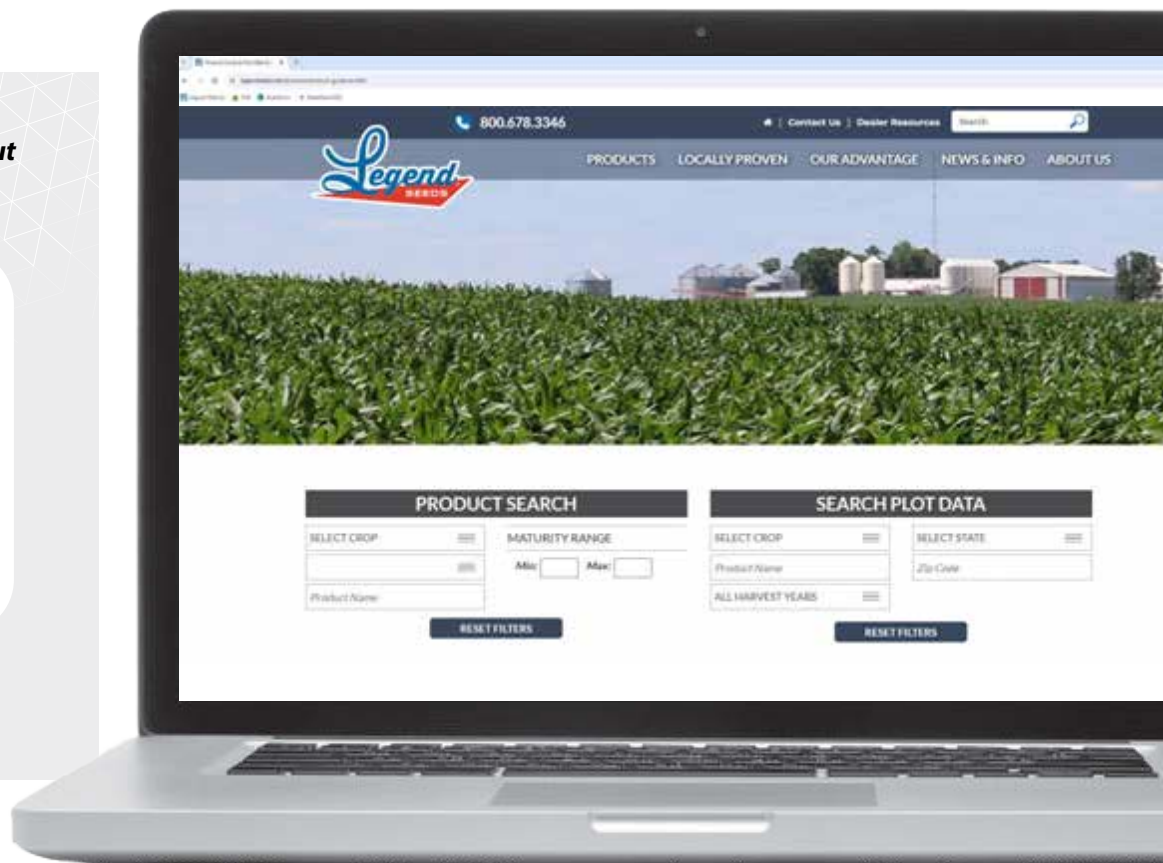 ut
800.678.3346
Contact Us | Dealer Resources
Search
Legend
SEEDS
PRODUCTS LOCALLY PROVEN OUR ADVANTAGE NEWS & INFO ABOUT US
PRODUCT SEARCH
SELECT CROP
MATURITY RANGE
Min: Max:
Product Name
RESET FILTERS
SEARCH PLOT DATA
SELECT CROP
SELECT STATE
Product Name
Zip Code
ALL HARVEST YEARS
RESET FILTERS